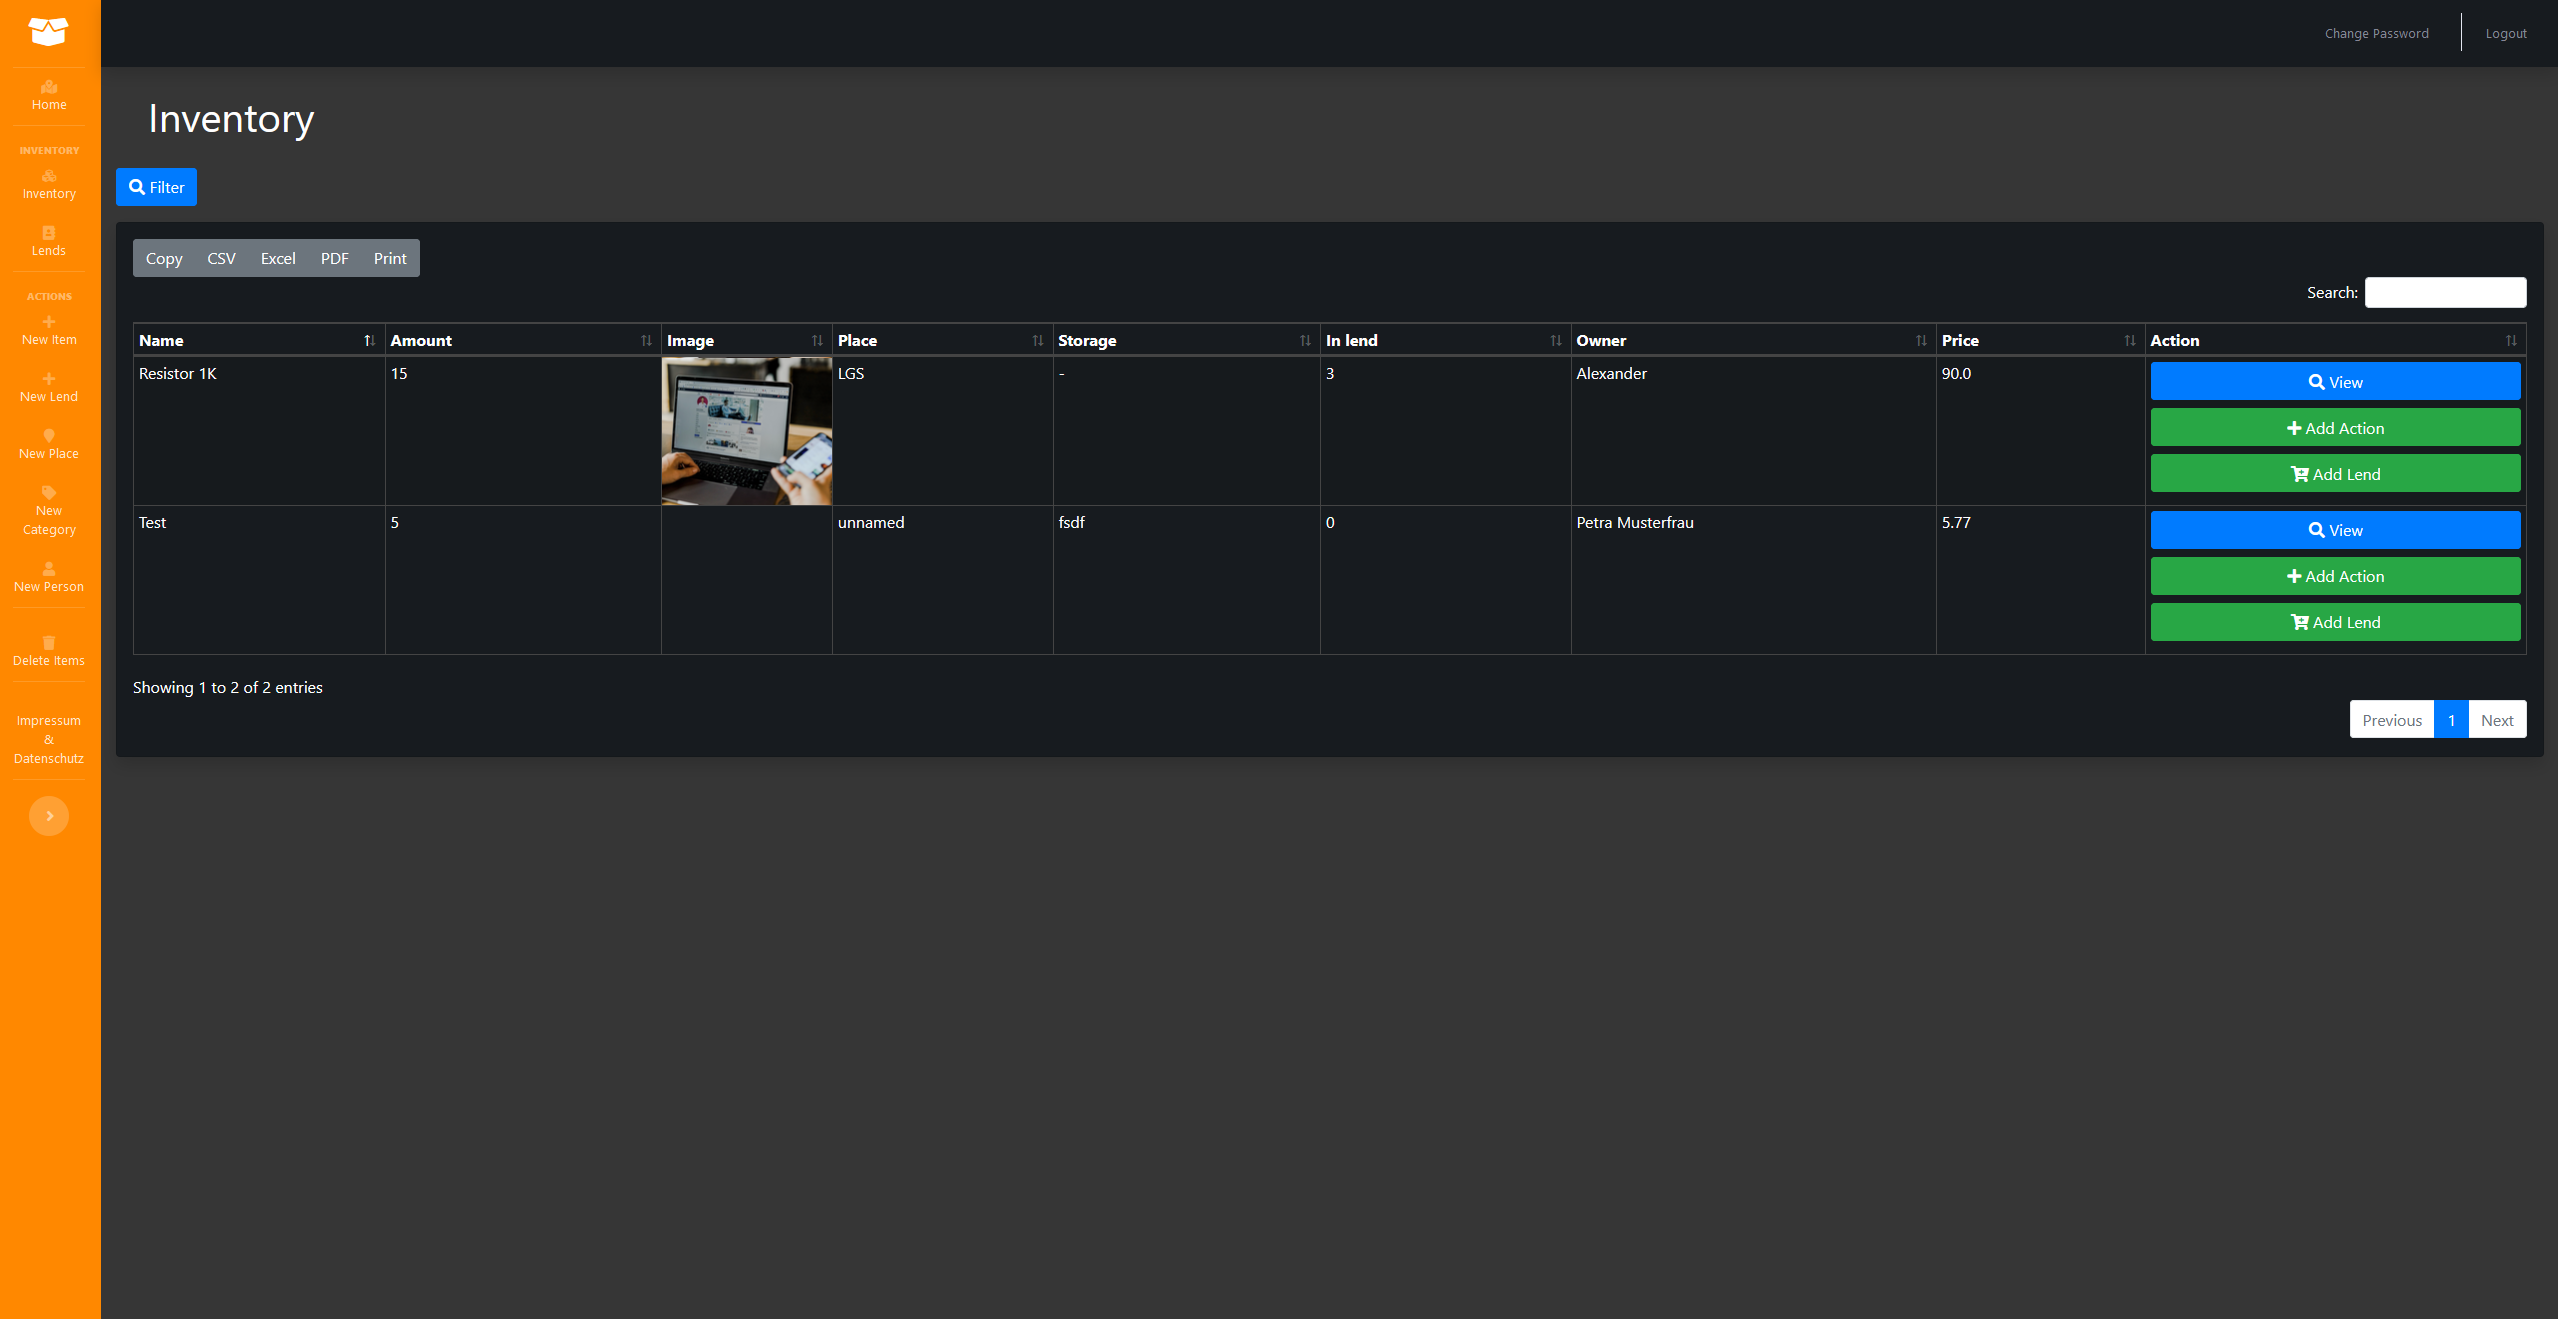 Change Password
Logout
Home
INVENTORY
Inventory
Lends
ACTIONS
New Item
New Lend
New Place
New
Category
New Person
Delete Items
Impressum
&
Datenschutz
Inventory
Filter
Copy CSV Excel PDF Print
Search:
Name Amount Image Place Storage In lend Owner Price Action
Resistor 1K 15 LGS - 3 Alexander 90.0 View
Add Action
Add Lend
Test 5 unnamed fsdf 0 Petra Musterfrau 5.77 View
Add Action
Add Lend
Showing 1 to 2 of 2 entries
Previous 1 Next